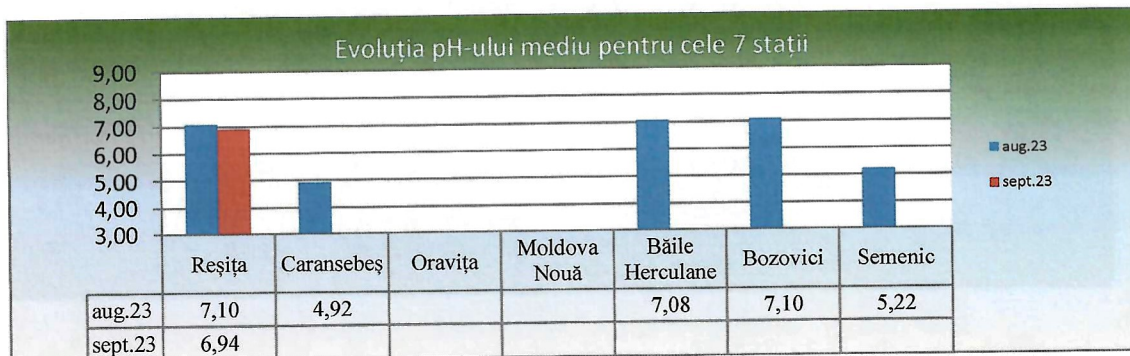 Evoluția pH-ului mediu pentru cele 7 stații
9,00
8,00
7,00
6,00
5,00
4,00
3,00
aug.23
sept.23
Reșița Caransebeș Oravița Moldova Nouă Băile Herculane Bozovici Semenic
aug.23 7,10 4,92 7,08 7,10 5,22
sept.23 6,94